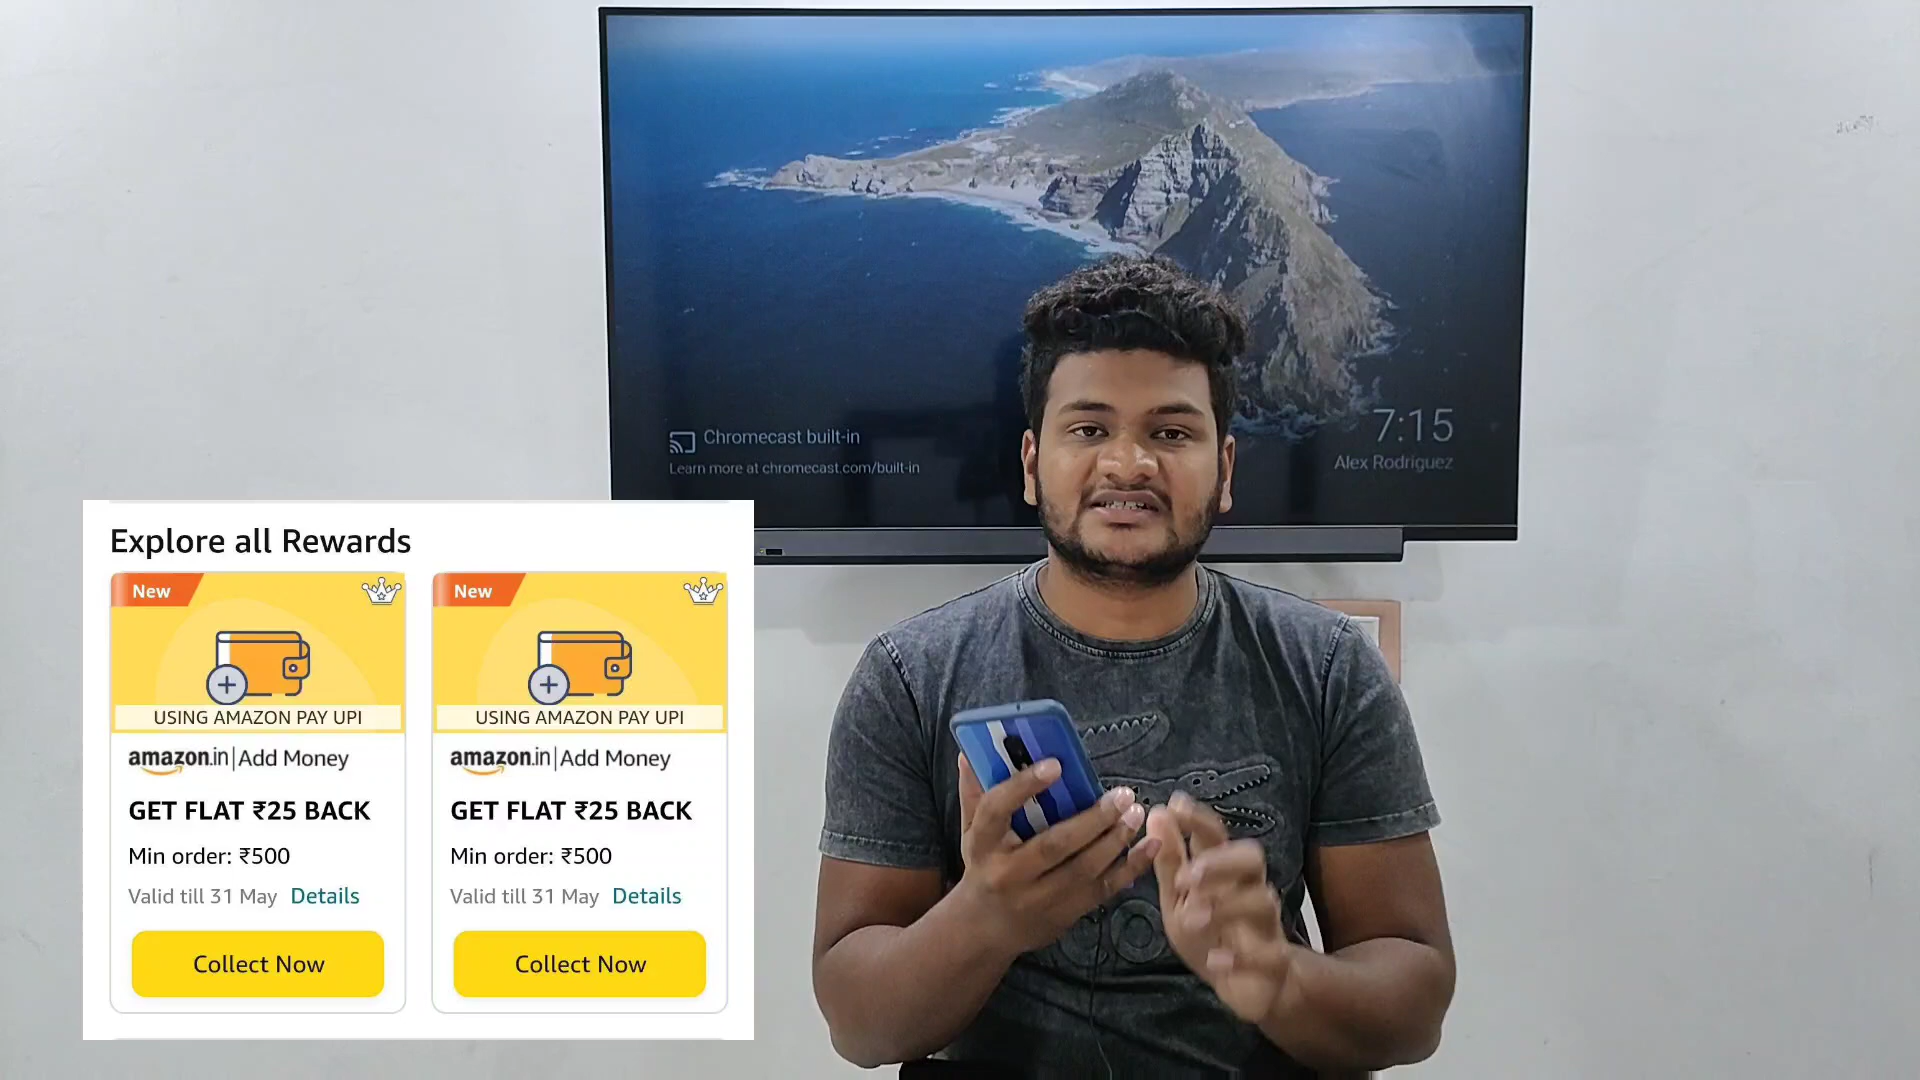 Chromecast built-in
Learn more at chromecast.com/built-in
7:15
Alex Rodriguez
Explore all Rewards
New
USING AMAZON PAY UPI
amazon.in | Add Money
GET FLAT ₹25 BACK
Min order: ₹500
Valid till 31 May Details
Collect Now
New
USING AMAZON PAY UPI
amazon.in | Add Money
GET FLAT ₹25 BACK
Min order: ₹500
Valid till 31 May Details
Collect Now